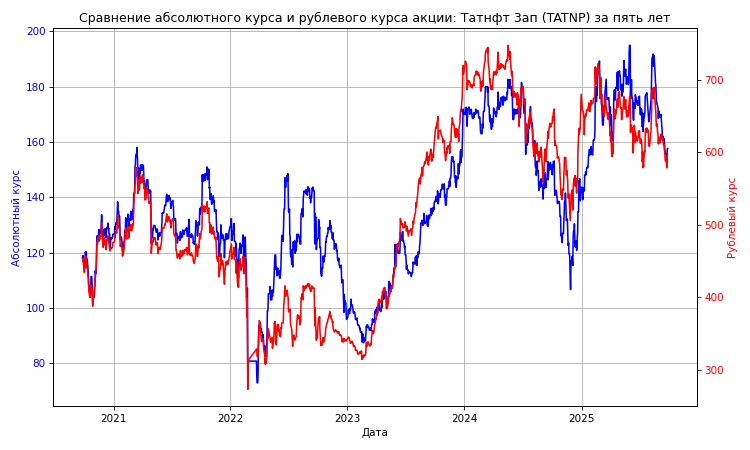 Сравнение абсолютного курса и рублевого курса акции: Татнфт 3ап (TATNP) за пять лет
200
180
160
140
120
100
80
Абсолютный курс
700
600
500
400
300
Рублевый курс
2021 2022 2023 2024 2025
Дата